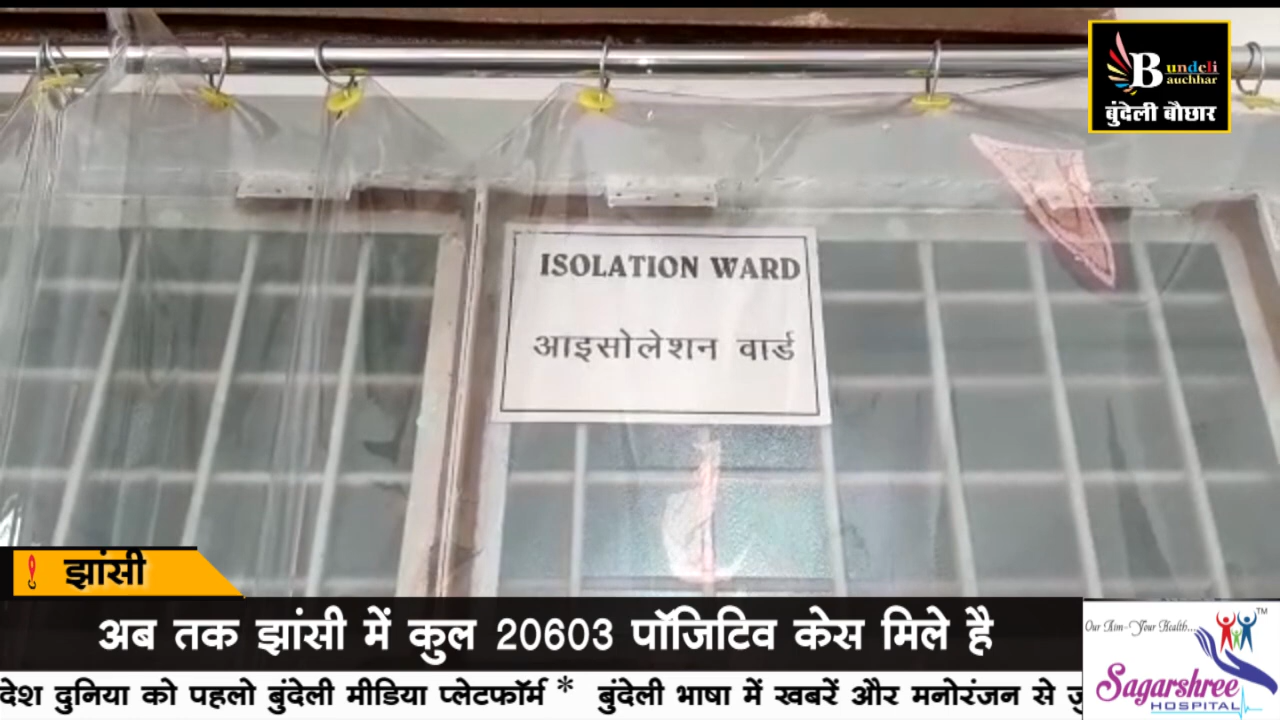 Bundeli
Bauchhar
बुंदेली बौछार
ISOLATION WARD
आइसोलेशन वार्ड
झांसी
अब तक झांसी में कुल 20603 पॉजिटिव केस मिले है
देश दुनिया को पहलो बुंदेली मीडिया प्लेटफॉर्म * बुंदेली भाषा में खबरें और मनोरंजन से
Our Aim-Your Health...
TM
Sagarshree
HOSPITAL